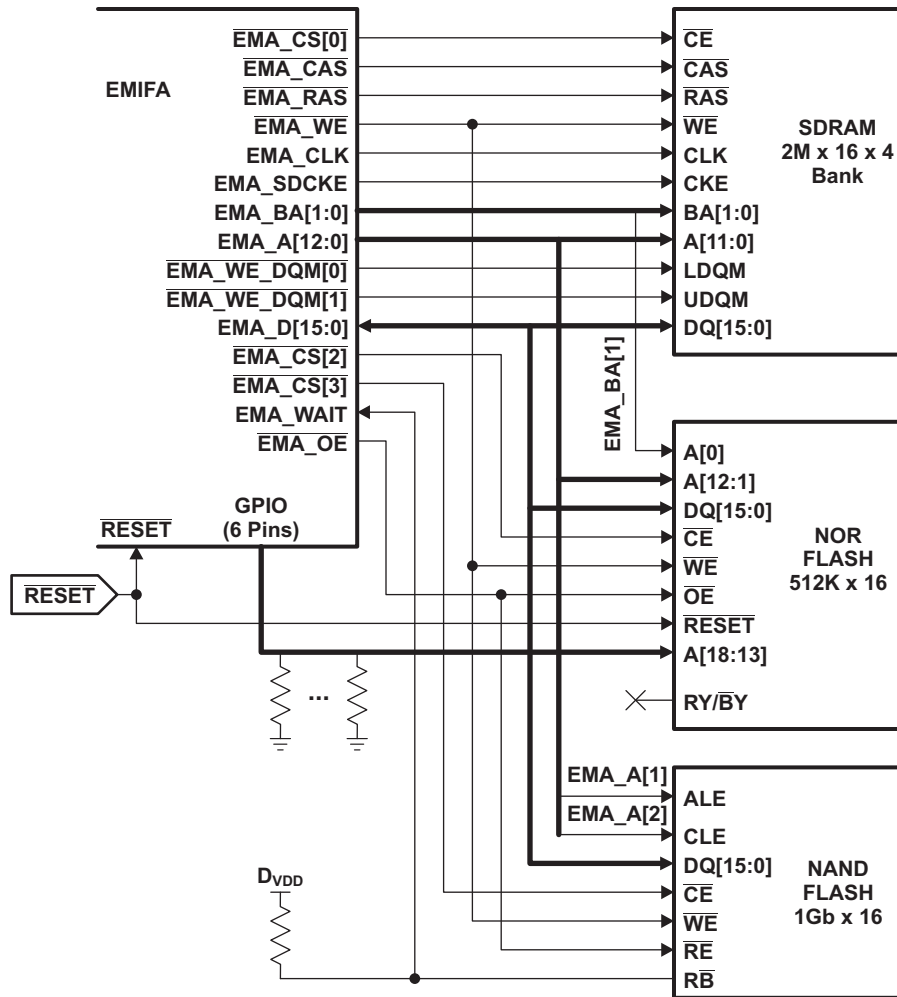 EMIFA
EMA_CS[0]
EMA_CAS
EMA_RAS
EMA_WE
EMA_CLK
EMA_SDCKE
EMA_BA[1:0]
EMA_A[12:0]
EMA_WE_DQM[0]
EMA_WE_DQM[1]
EMA_D[15:0]
EMA_CS[2]
EMA_CS[3]
EMA_WAIT
EMA_OE
GPIO
(6 Pins)
RESET
RESET
...
DVDD
EMA_BA[1]
EMA_A[1]
EMA_A[2]
CE
CAS
RAS
WE
CLK
CKE
BA[1:0]
A[11:0]
LDQM
UDQM
DQ[15:0]
SDRAM
2M x 16 x 4
Bank
A[0]
A[12:1]
DQ[15:0]
CE
WE
OE
RESET
A[18:13]
RY/BY
NOR
FLASH
512K x 16
ALE
CLE
DQ[15:0]
CE
WE
RE
RB
NAND
FLASH
1Gb x 16